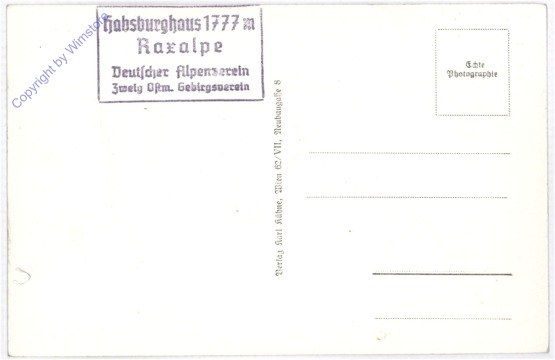 Habsburghaus 1777 m
Raxalpe
Deutscher Alpenverein
Zweig Ostm. Gebirgsverein
Copyright by Wimstore
Echte
Photographie
Verlag Karl Kühne, Wien 62/VII, Neubaugasse 8